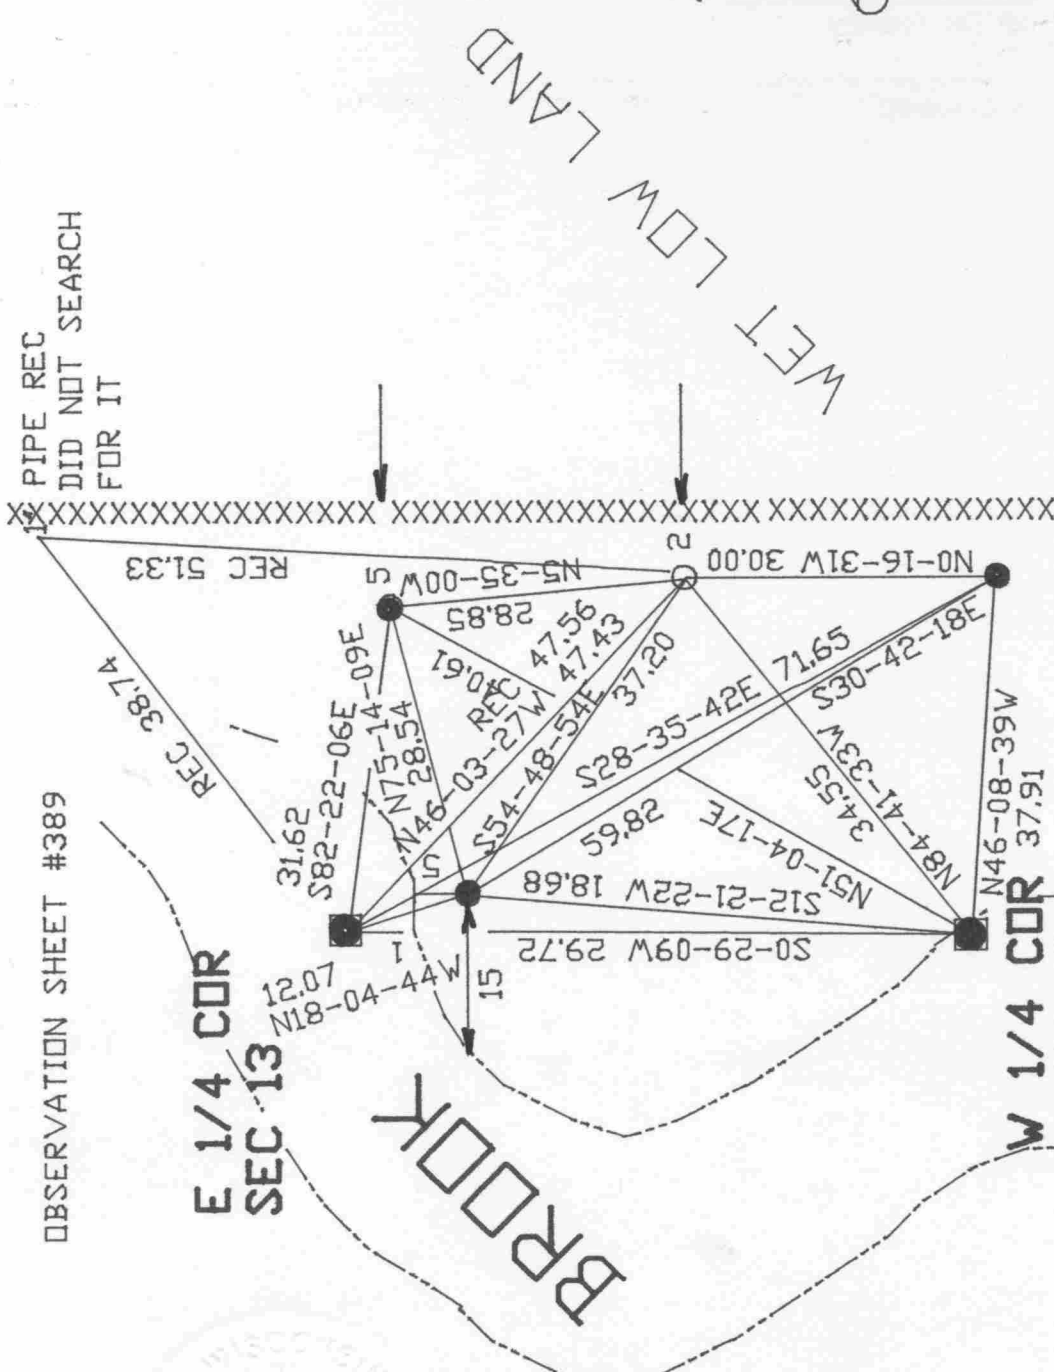 OBSERVATION SHEET #389
E 1/4 COR
SEC 13
PIPE REC
DID NOT SEARCH
FOR IT
WET LOW LAND
XXXXXXXXXXXXXXXXXX XXXXXXXXXXXXXXXXXX XXXXXXXXXXXXXX
REC 38.74
REC 51.33
5
2
31.62
S82-22-06E
N75-14-09E
28.54
N5-35-00W
28.85
40.61
REC 47.56
N46-03-27W 47.43
S54-48-54E 37.20
S28-35-42E 71.65
59.82 S30-42-18E
N0-16-31W 30.00
5
1
12.07
N18-04-44W
15
S12-21-22W 18.68
S0-29-09W 29.72
N51-04-17E
34.55
N84-41-33W
N46-08-39W
37.91
BROOK
W 1/4 COR